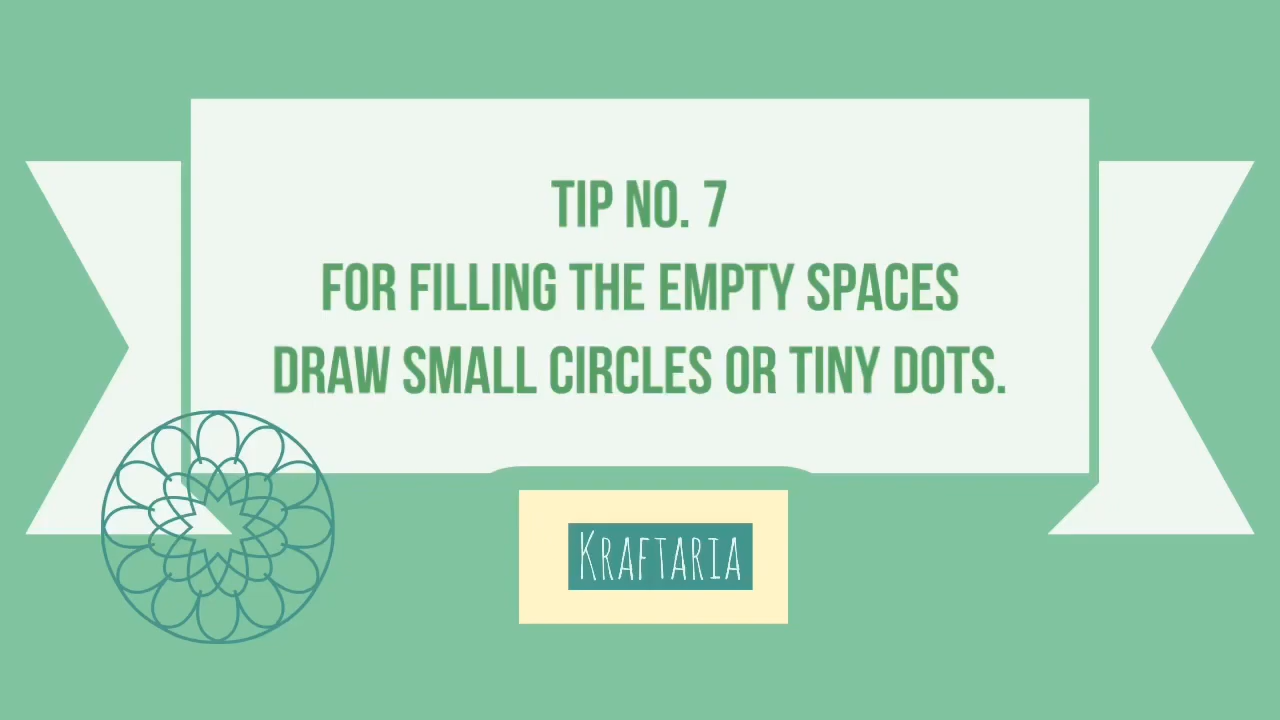 TIP NO. 7
FOR FILLING THE EMPTY SPACES
DRAW SMALL CIRCLES OR TINY DOTS.
KRAFTARIA